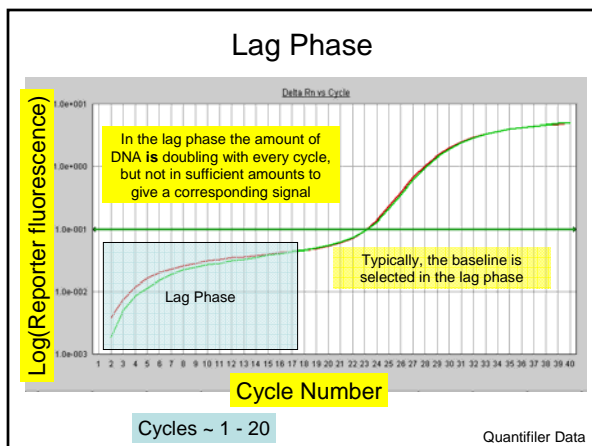 Lag Phase
Delta Rn vs Cycle
Log(Reporter fluorescence)
1.0e+001
1.0e+000
1.0e-001
1.0e-002
1.0e-003
In the lag phase the amount of
DNA is doubling with every cycle,
but not in sufficient amounts to
give a corresponding signal
Typically, the baseline is
selected in the lag phase
Lag Phase
1 2 3 4 5 6 7 8 9 10 11 12 13 14 15 16 17 18 19 20 21 22 23 24 25 26 27 28 29 30 31 32 33 34 35 36 37 38 39 40
Cycle Number
Cycles ~ 1 - 20
Quantifiler Data